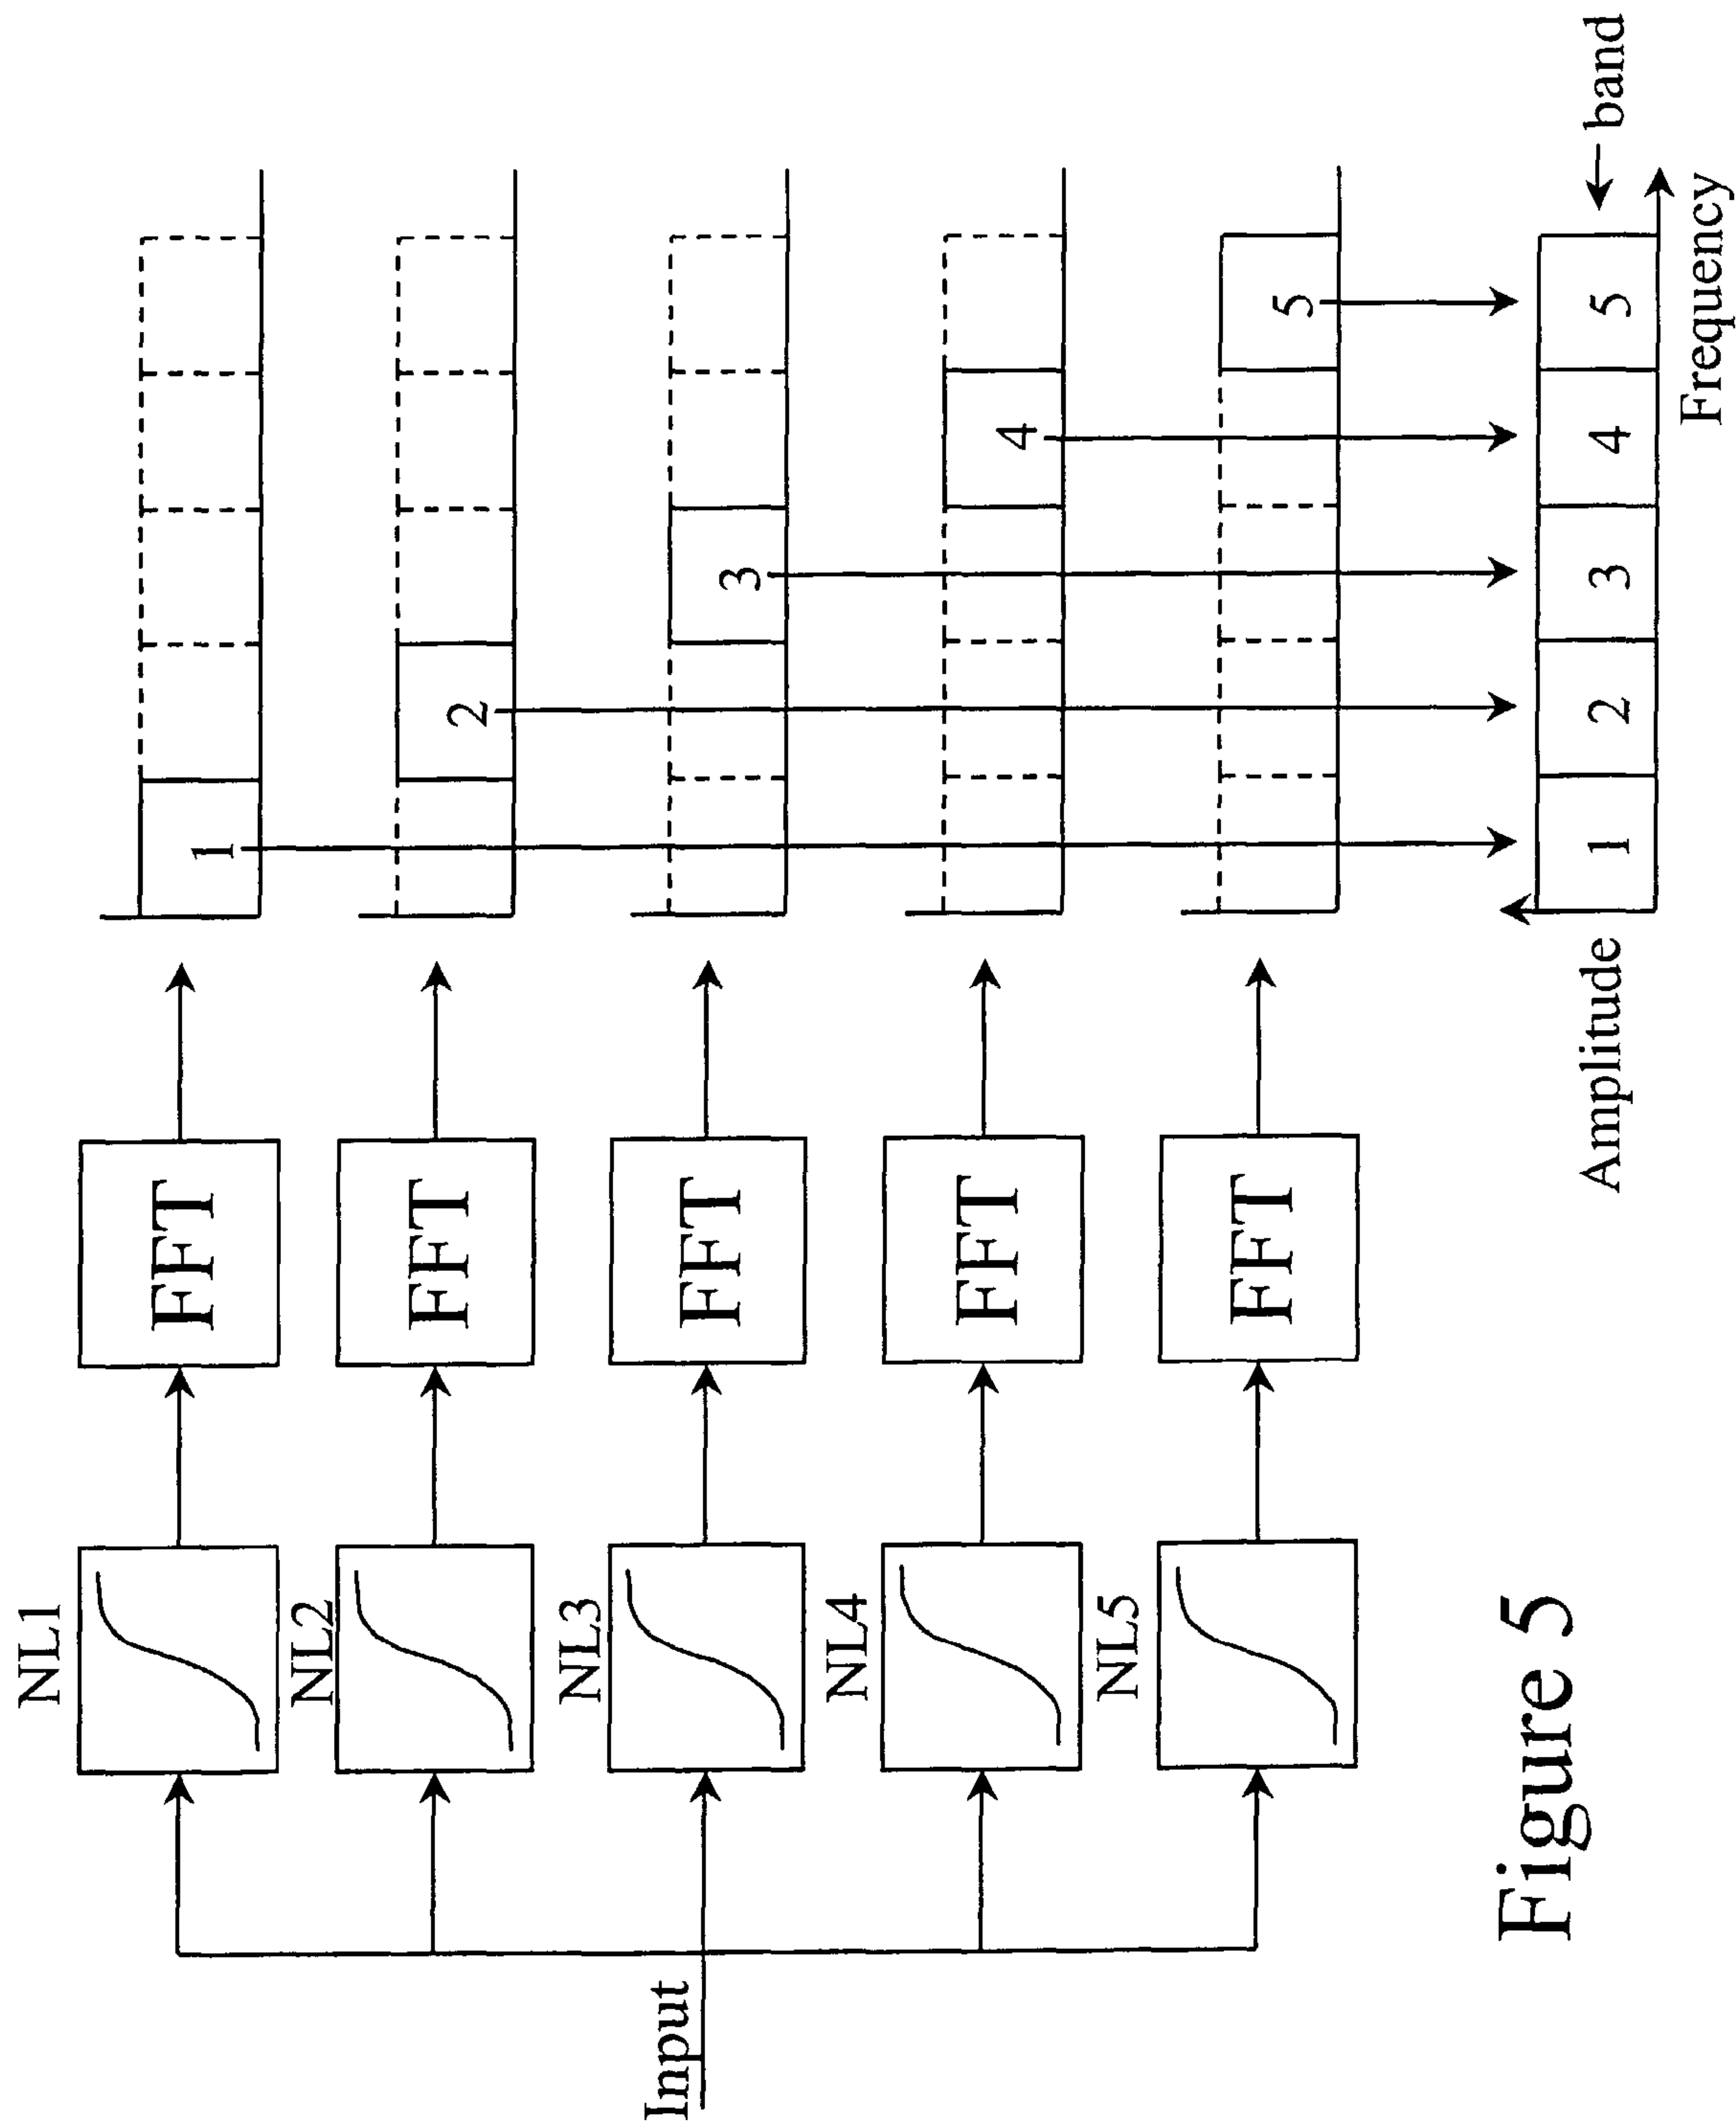 NL1
FFT
1
NL2
FFT
2
Input
NL3
FFT
3
NL4
FFT
4
NL5
FFT
5
Amplitude
1 2 3 4 5
band
Frequency
Figure 5